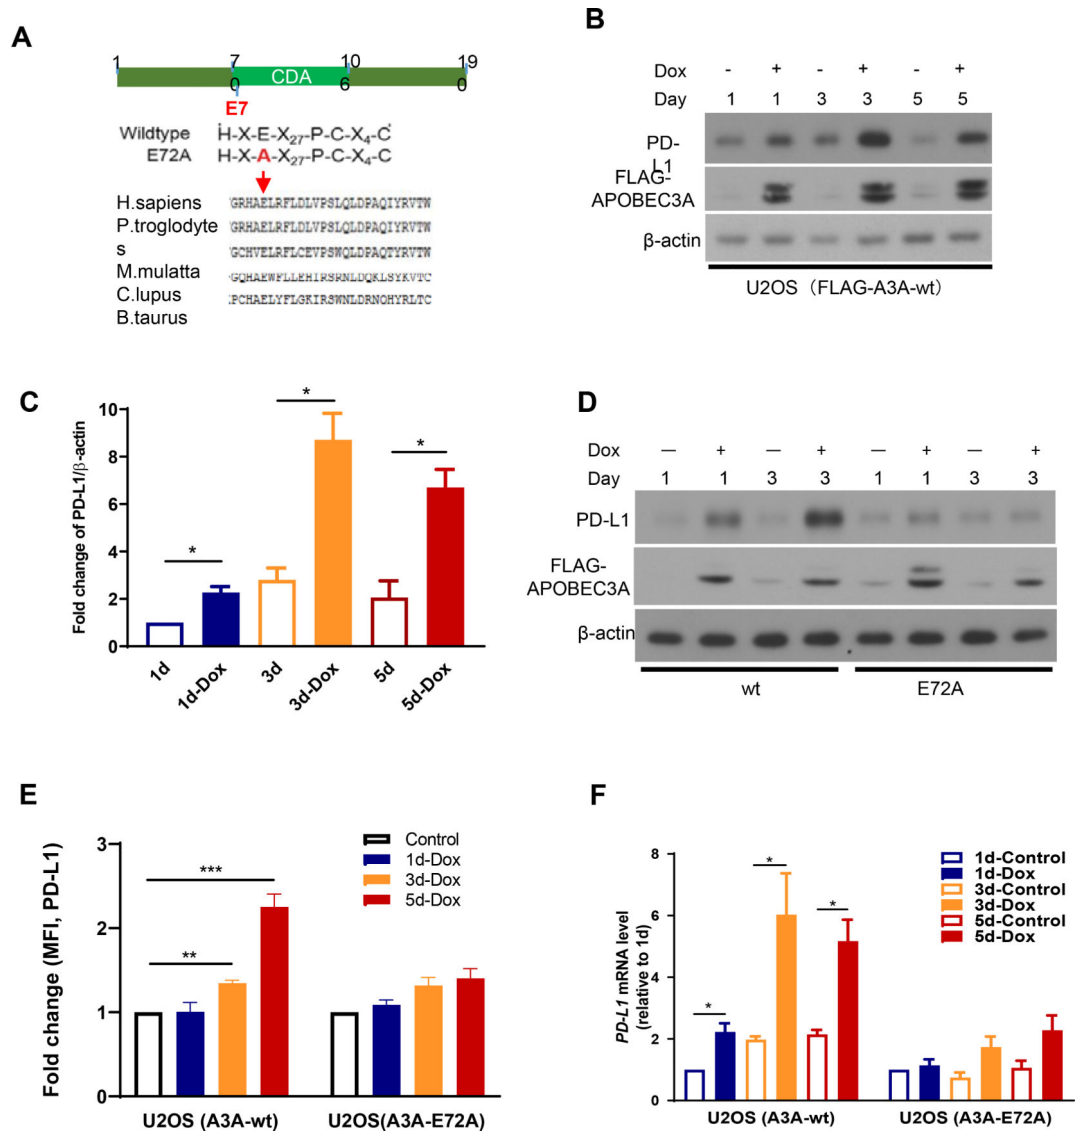 A
1
7
0
CDA
10
6
19
0
E7
Wildtype H-X-E-X27-P-C-X4-C
E72A H-X-A-X27-P-C-X4-C
H.sapiens
P.troglodyte
s
M.mulatta
C.lupus
B.taurus
GRHAELRFLDLVPSLQLDPAQIYRVTW
GRHAELRFLDLVPSLQLDPAQIYRVTW
GCHVELRFLCEVPSWQLDPAQTYRVTW
GQHAEWFLLEHIRSRNLDQKLSYKVTC
PCHAELYFLGKIRSWNLDRNQHYRLTC
B
Dox - + - + - +
Day 1 1 3 3 5 5
PD-
L1
FLAG-
APOBEC3A
β-actin
U2OS（FLAG-A3A-wt）
C
Fold change of PD-L1/β-actin
10
8
6
4
2
0
*
*
*
1d
1d-Dox
3d
3d-Dox
5d
5d-Dox
D
Dox — + — + — + — +
Day 1 1 3 3 1 1 3 3
PD-L1
FLAG-
APOBEC3A
β-actin
wt
E72A
E
Fold change (MFI, PD-L1)
3
2
1
0
***
**
Control
1d-Dox
3d-Dox
5d-Dox
U2OS (A3A-wt)
U2OS(A3A-E72A)
F
PD-L1 mRNA level
(relative to 1d)
8
6
4
2
0
*
*
*
1d-Control
1d-Dox
3d-Control
3d-Dox
5d-Control
5d-Dox
U2OS (A3A-wt)
U2OS (A3A-E72A)